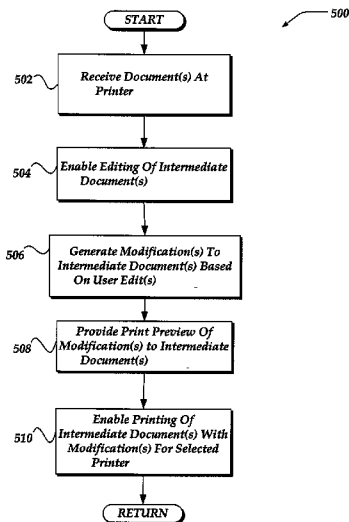 START
500
502
Receive Document(s) At
Printer
504
Enable Editing Of Intermediate
Document(s)
506
Generate Modification(s) To
Intermediate Document(s) Based
On User Edit(s)
508
Provide Print Preview Of
Modification(s) to Intermediate
Document(s)
510
Enable Printing Of
Intermediate Document(s) With
Modification(s) For Selected
Printer
RETURN